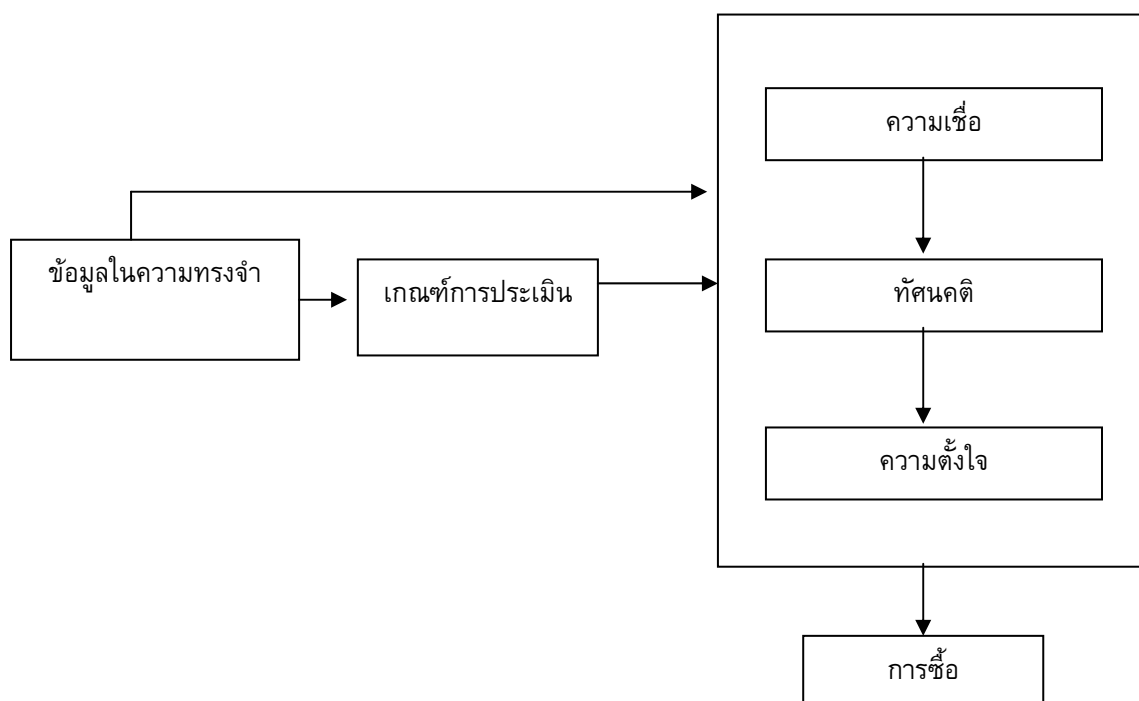 ความเชื่อ
ข้อมูลในความทรงจำ
เกณฑ์การประเมิน
ทัศนคติ
ความตั้งใจ
การซื้อ